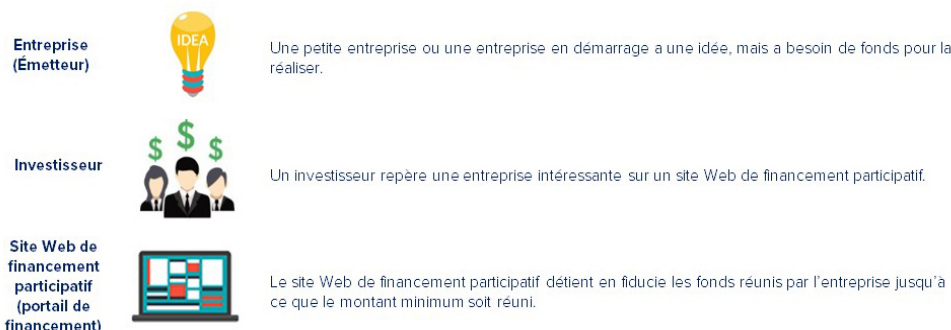 Entreprise
(Émetteur)
IDEA
Une petite entreprise ou une entreprise en démarrage a une idée, mais a besoin de fonds pour la
réaliser.
Investisseur
$ $ $
Un investisseur repère une entreprise intéressante sur un site Web de financement participatif.
Site Web de
financement
participatif
(portail de
financement)
Le site Web de financement participatif détient en fiducie les fonds réunis par l'entreprise jusqu'à
ce que le montant minimum soit réuni.